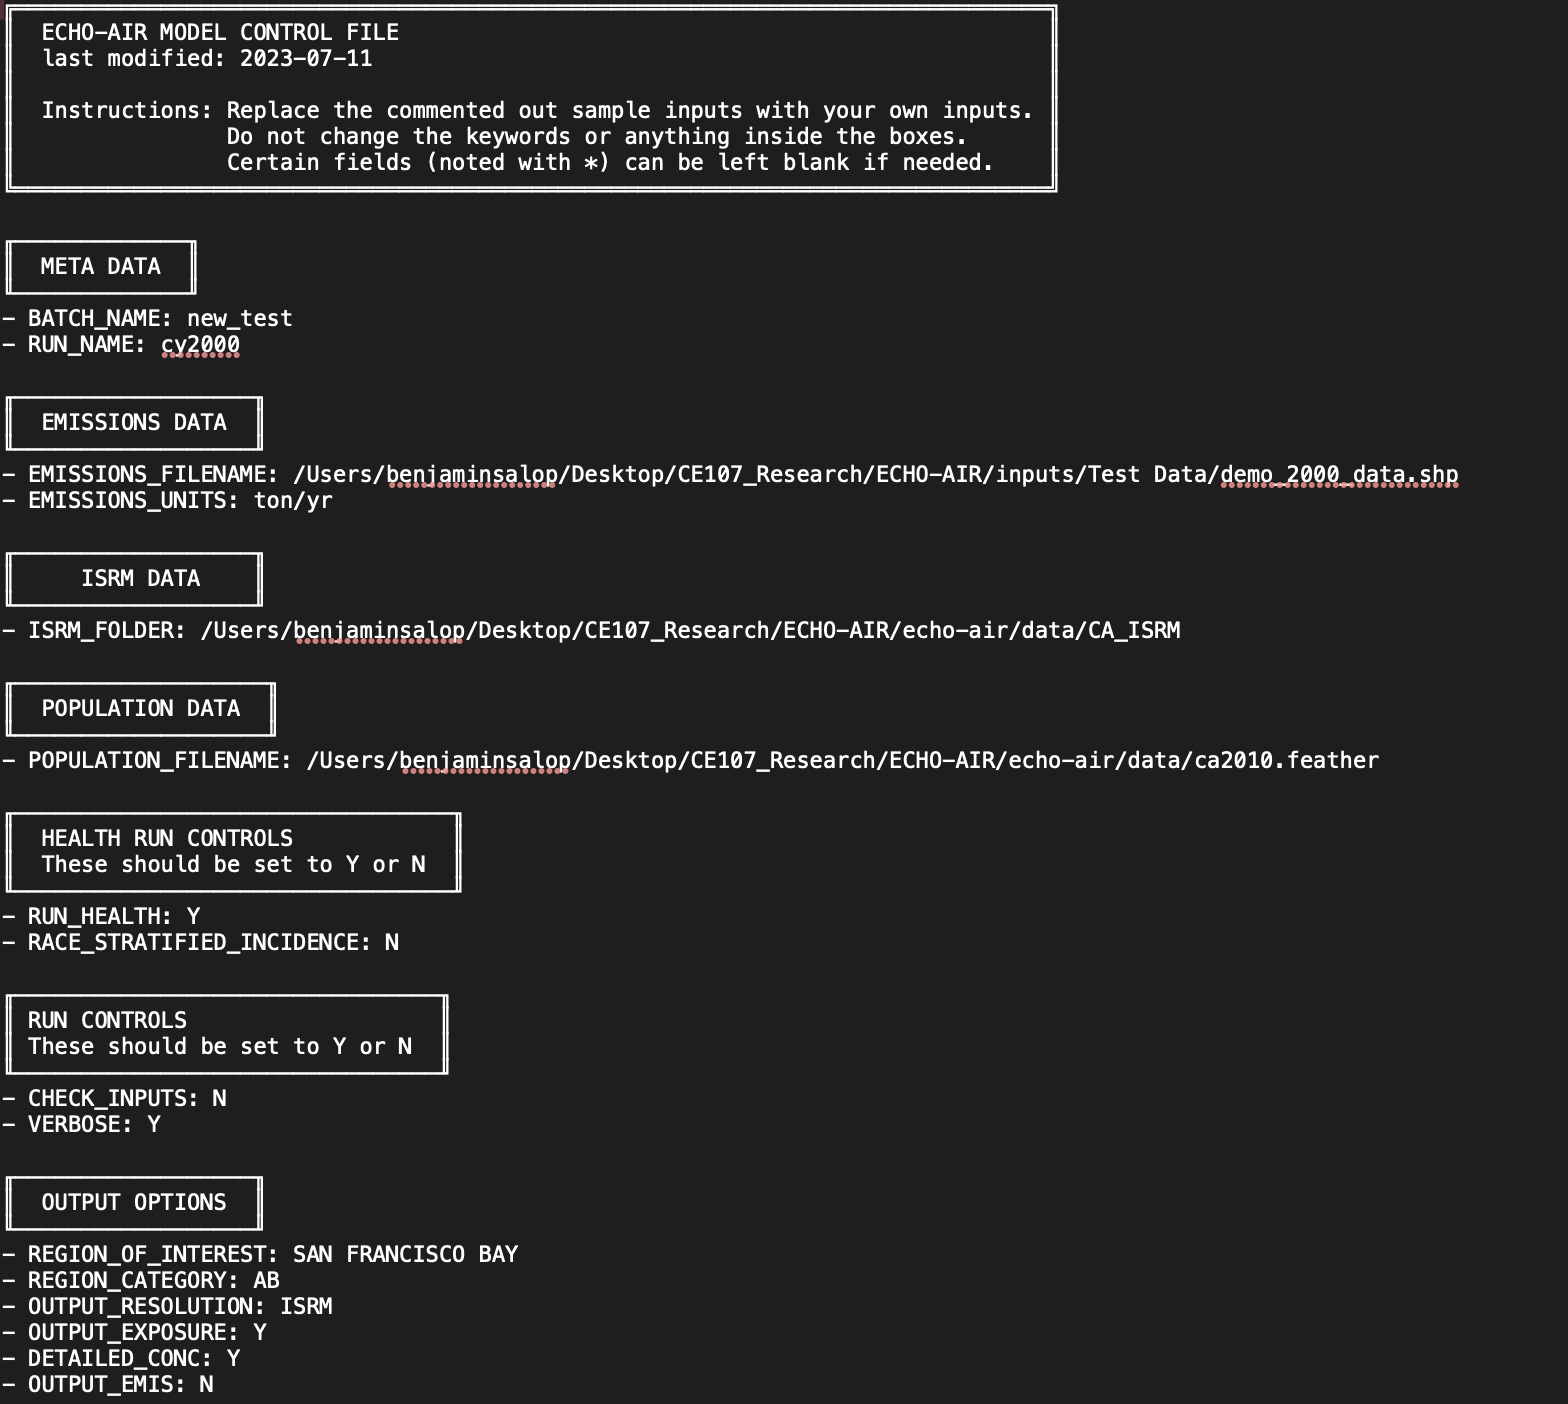 ECHO-AIR MODEL CONTROL FILE
last modified: 2023-07-11
Instructions: Replace the commented out sample inputs with your own inputs.
Do not change the keywords or anything inside the boxes.
Certain fields (noted with *) can be left blank if needed.
META DATA
- BATCH_NAME: new_test
- RUN_NAME: cy2000
EMISSIONS DATA
- EMISSIONS_FILENAME: /Users/benjaminsalop/Desktop/CE107_Research/ECHO-AIR/inputs/Test Data/demo_2000_data.shp
- EMISSIONS_UNITS: ton/yr
ISRM DATA
- ISRM_FOLDER: /Users/benjaminsalop/Desktop/CE107_Research/ECHO-AIR/echo-air/data/CA_ISRM
POPULATION DATA
- POPULATION_FILENAME: /Users/benjaminsalop/Desktop/CE107_Research/ECHO-AIR/echo-air/data/ca2010.feather
HEALTH RUN CONTROLS
These should be set to Y or N
- RUN_HEALTH: Y
- RACE_STRATIFIED_INCIDENCE: N
RUN CONTROLS
These should be set to Y or N
- CHECK_INPUTS: N
- VERBOSE: Y
OUTPUT OPTIONS
- REGION_OF_INTEREST: SAN FRANCISCO BAY
- REGION_CATEGORY: AB
- OUTPUT_RESOLUTION: ISRM
- OUTPUT_EXPOSURE: Y
- DETAILED_CONC: Y
- OUTPUT_EMIS: N